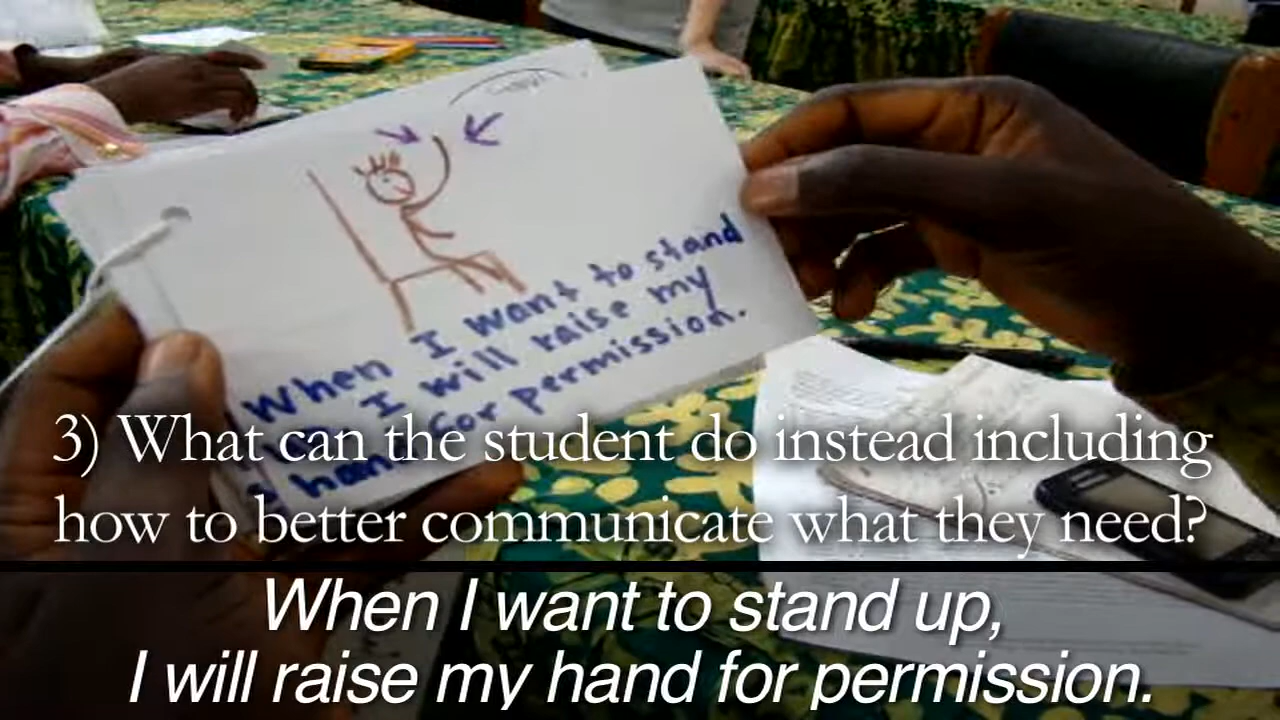 When I want to stand
up I will raise my
hand for permission.
3) What can the student do instead including
how to better communicate what they need?
When I want to stand up,
I will raise my hand for permission.